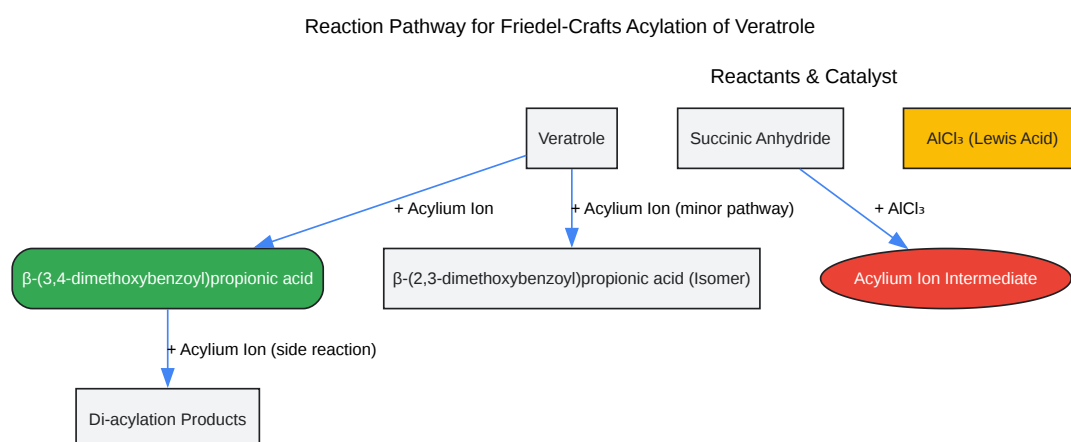 Reaction Pathway for Friedel-Crafts Acylation of Veratrole
Reactants & Catalyst
Veratrole
Succinic Anhydride
AlCl₃ (Lewis Acid)
+ Acylium Ion
+ Acylium Ion (minor pathway)
+ AlCl₃
β-(3,4-dimethoxybenzoyl)propionic acid
β-(2,3-dimethoxybenzoyl)propionic acid (Isomer)
Acylium Ion Intermediate
+ Acylium Ion (side reaction)
Di-acylation Products